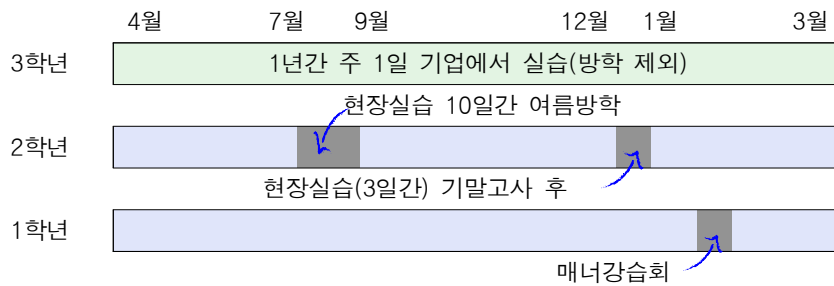 4월 7월 9월 12월 1월 3월
3학년 1년간 주 1일 기업에서 실습(방학 제외)
현장실습 10일간 여름방학
2학년
현장실습(3일간) 기말고사 후
1학년
매너강습회